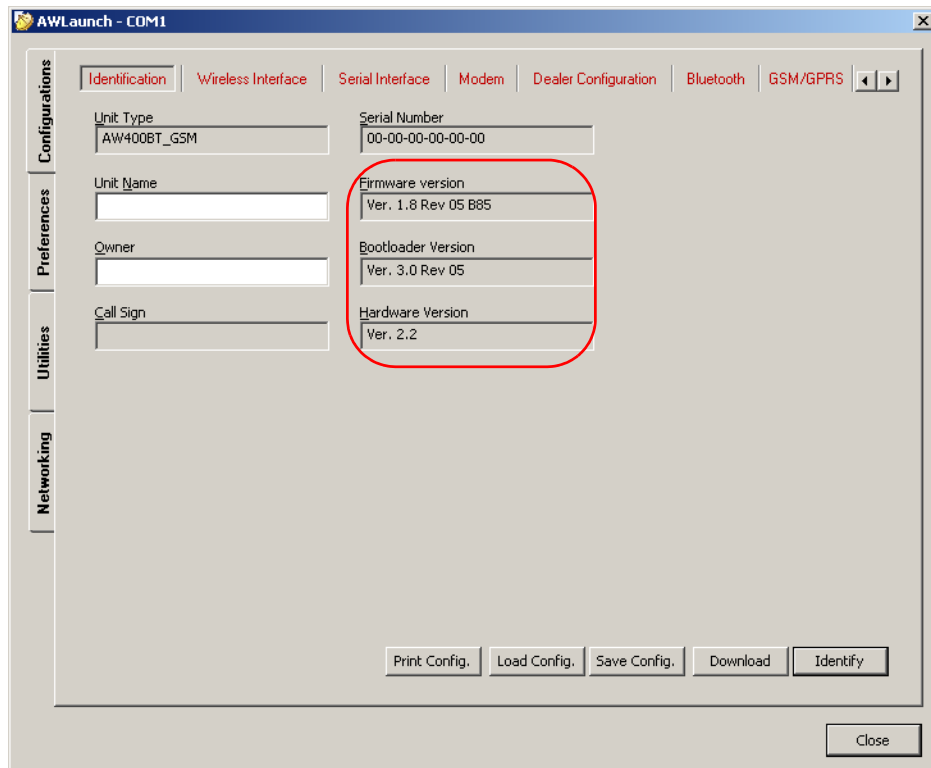 AWLaunch - COM1
Configurations
Preferences
Utilities
Networking
Identification Wireless Interface Serial Interface Modem Dealer Configuration Bluetooth GSM/GPRS
Unit Type Serial Number
AW400BT_GSM 00-00-00-00-00-00
Unit Name Firmware version
Ver. 1.8 Rev 05 B85
Owner Bootloader Version
Ver. 3.0 Rev 05
Call Sign Hardware Version
Ver. 2.2
Print Config. Load Config. Save Config. Download Identify
Close